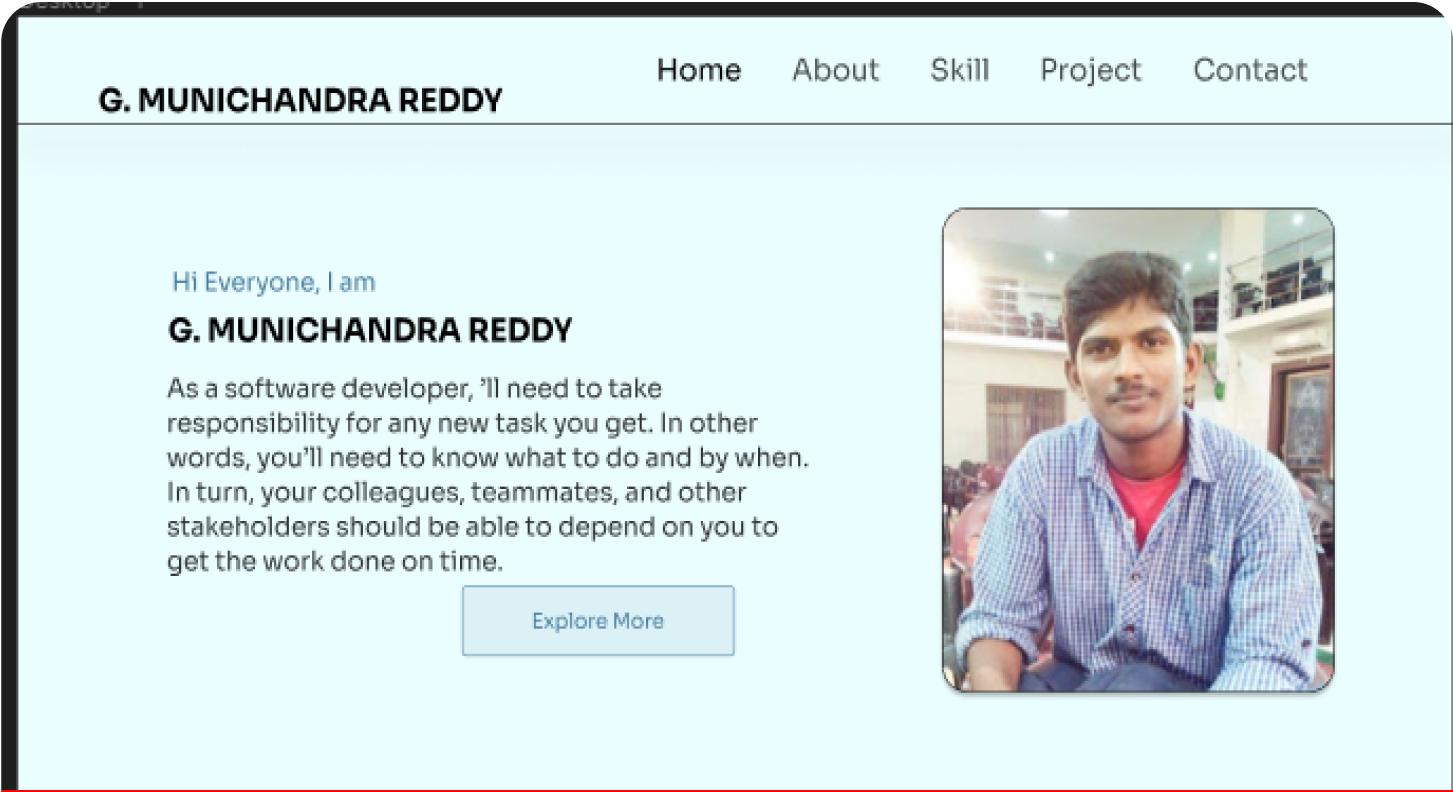 G. MUNICHANDRA REDDY
Home About Skill Project Contact
Hi Everyone, I am
G. MUNICHANDRA REDDY
As a software developer, ’ll need to take
responsibility for any new task you get. In other
words, you’ll need to know what to do and by when.
In turn, your colleagues, teammates, and other
stakeholders should be able to depend on you to
get the work done on time.
Explore More